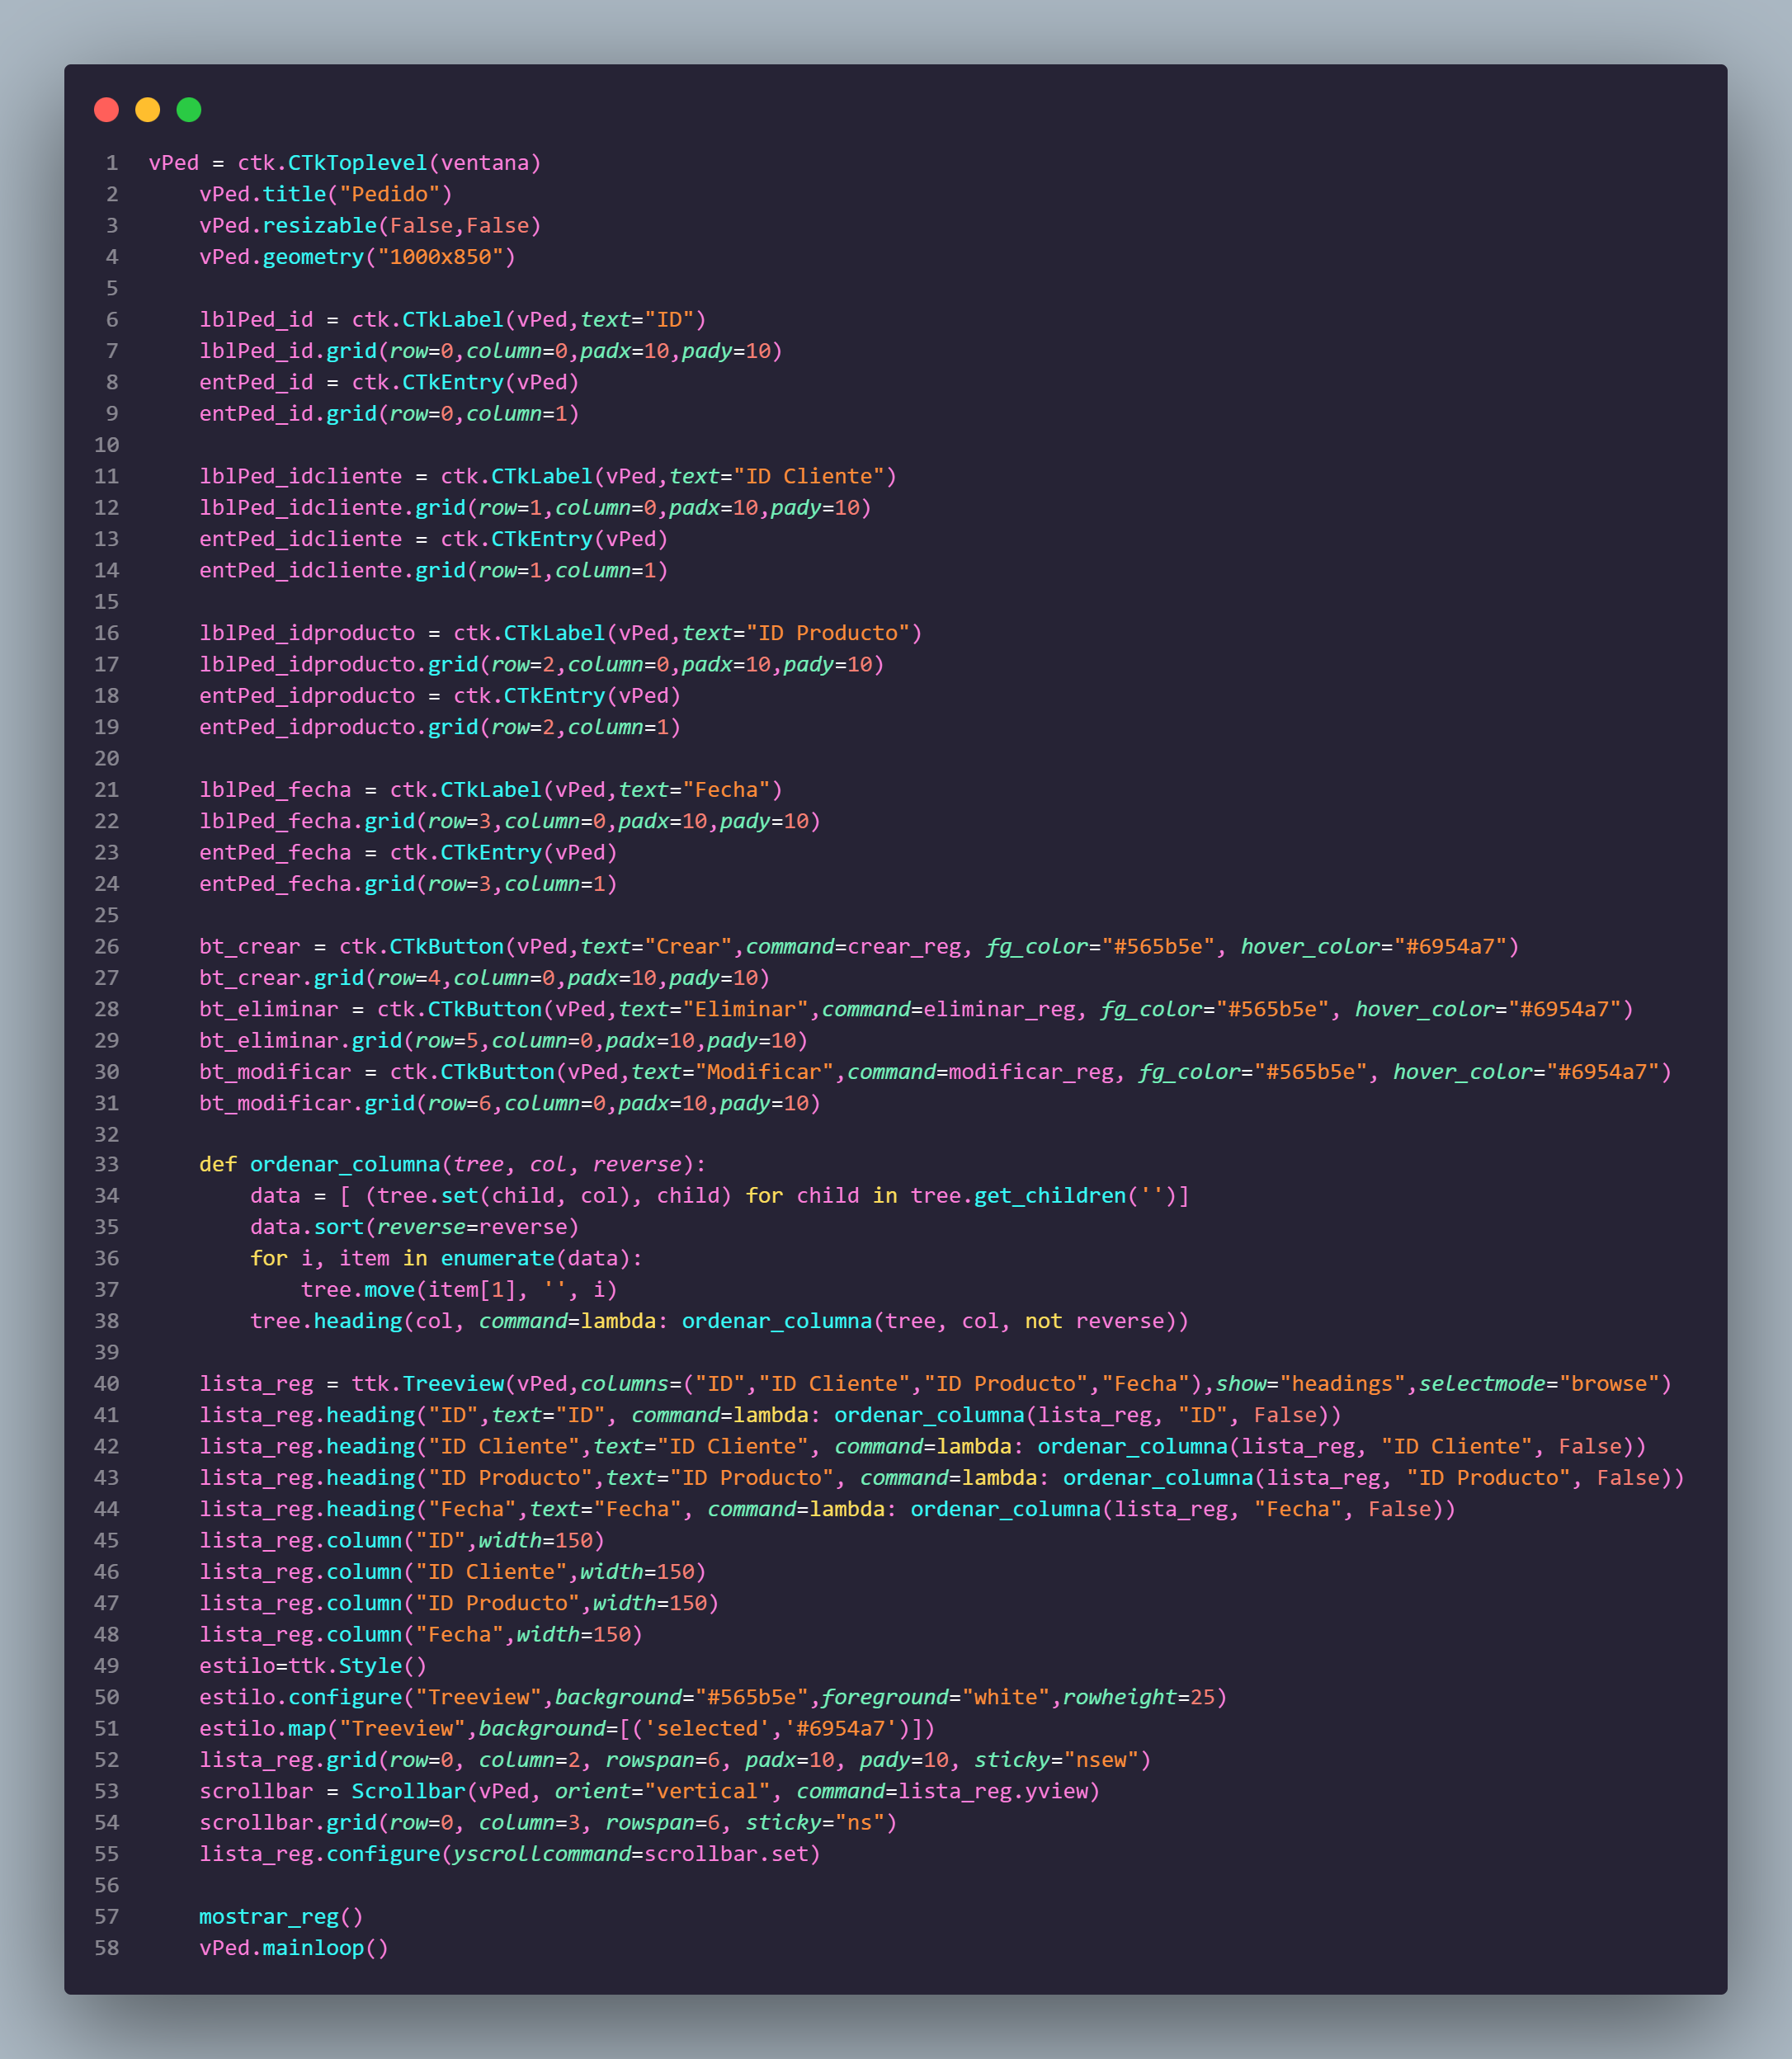 1 vPed = ctk.CTkToplevel(ventana)
2     vPed.title("Pedido")
3     vPed.resizable(False,False)
4     vPed.geometry("1000x850")
5
6     lblPed_id = ctk.CTkLabel(vPed,text="ID")
7     lblPed_id.grid(row=0,column=0,padx=10,pady=10)
8     entPed_id = ctk.CTkEntry(vPed)
9     entPed_id.grid(row=0,column=1)
10
11     lblPed_idcliente = ctk.CTkLabel(vPed,text="ID Cliente")
12     lblPed_idcliente.grid(row=1,column=0,padx=10,pady=10)
13     entPed_idcliente = ctk.CTkEntry(vPed)
14     entPed_idcliente.grid(row=1,column=1)
15
16     lblPed_idproducto = ctk.CTkLabel(vPed,text="ID Producto")
17     lblPed_idproducto.grid(row=2,column=0,padx=10,pady=10)
18     entPed_idproducto = ctk.CTkEntry(vPed)
19     entPed_idproducto.grid(row=2,column=1)
20
21     lblPed_fecha = ctk.CTkLabel(vPed,text="Fecha")
22     lblPed_fecha.grid(row=3,column=0,padx=10,pady=10)
23     entPed_fecha = ctk.CTkEntry(vPed)
24     entPed_fecha.grid(row=3,column=1)
25
26     bt_crear = ctk.CTkButton(vPed,text="Crear",command=crear_reg, fg_color="#565b5e", hover_color="#6954a7")
27     bt_crear.grid(row=4,column=0,padx=10,pady=10)
28     bt_eliminar = ctk.CTkButton(vPed,text="Eliminar",command=eliminar_reg, fg_color="#565b5e", hover_color="#6954a7")
29     bt_eliminar.grid(row=5,column=0,padx=10,pady=10)
30     bt_modificar = ctk.CTkButton(vPed,text="Modificar",command=modificar_reg, fg_color="#565b5e", hover_color="#6954a7")
31     bt_modificar.grid(row=6,column=0,padx=10,pady=10)
32
33     def ordenar_columna(tree, col, reverse):
34         data = [ (tree.set(child, col), child) for child in tree.get_children('')]
35         data.sort(reverse=reverse)
36         for i, item in enumerate(data):
37             tree.move(item[1], '', i)
38         tree.heading(col, command=lambda: ordenar_columna(tree, col, not reverse))
39
40     lista_reg = ttk.Treeview(vPed,columns=("ID","ID Cliente","ID Producto","Fecha"),show="headings",selectmode="browse")
41     lista_reg.heading("ID",text="ID", command=lambda: ordenar_columna(lista_reg, "ID", False))
42     lista_reg.heading("ID Cliente",text="ID Cliente", command=lambda: ordenar_columna(lista_reg, "ID Cliente", False))
43     lista_reg.heading("ID Producto",text="ID Producto", command=lambda: ordenar_columna(lista_reg, "ID Producto", False))
44     lista_reg.heading("Fecha",text="Fecha", command=lambda: ordenar_columna(lista_reg, "Fecha", False))
45     lista_reg.column("ID",width=150)
46     lista_reg.column("ID Cliente",width=150)
47     lista_reg.column("ID Producto",width=150)
48     lista_reg.column("Fecha",width=150)
49     estilo=ttk.Style()
50     estilo.configure("Treeview",background="#565b5e",foreground="white",rowheight=25)
51     estilo.map("Treeview",background=[('selected','#6954a7')])
52     lista_reg.grid(row=0, column=2, rowspan=6, padx=10, pady=10, sticky="nsew")
53     scrollbar = Scrollbar(vPed, orient="vertical", command=lista_reg.yview)
54     scrollbar.grid(row=0, column=3, rowspan=6, sticky="ns")
55     lista_reg.configure(yscrollcommand=scrollbar.set)
56
57     mostrar_reg()
58     vPed.mainloop()